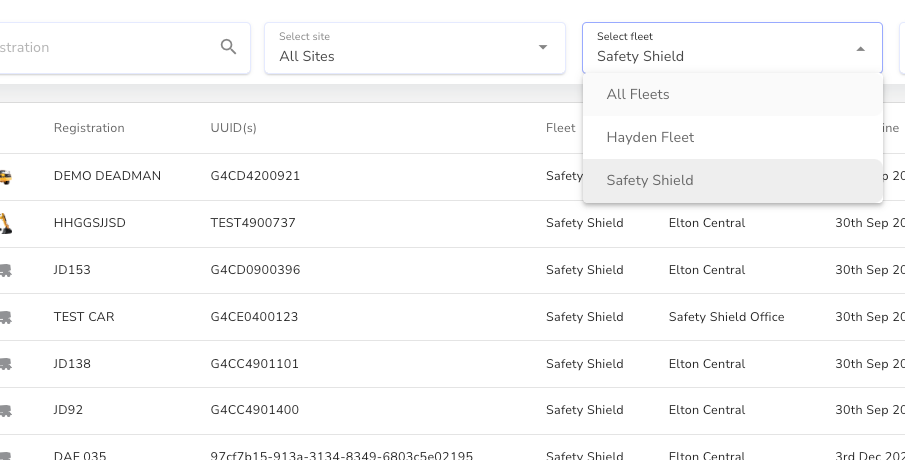 stration
Select site
All Sites
Select fleet
Safety Shield
All Fleets
Hayden Fleet
Safety Shield
Registration UUID(s) Fleet ine
DEMO DEADMAN G4CD4200921 Safety p 20
HHGGSJJSD TEST4900737 Safety Shield Elton Central 30th Sep 20
JD153 G4CD0900396 Safety Shield Elton Central 30th Sep 20
TEST CAR G4CE0400123 Safety Shield Safety Shield Office 30th Sep 20
JD138 G4CC4901101 Safety Shield Elton Central 30th Sep 20
JD92 G4CC4901400 Safety Shield Elton Central 30th Sep 20
DAF 035 97cf7b15-913a-3134-8349-6803c5e02195 Safety Shield Elton Central 3rd Dec 202